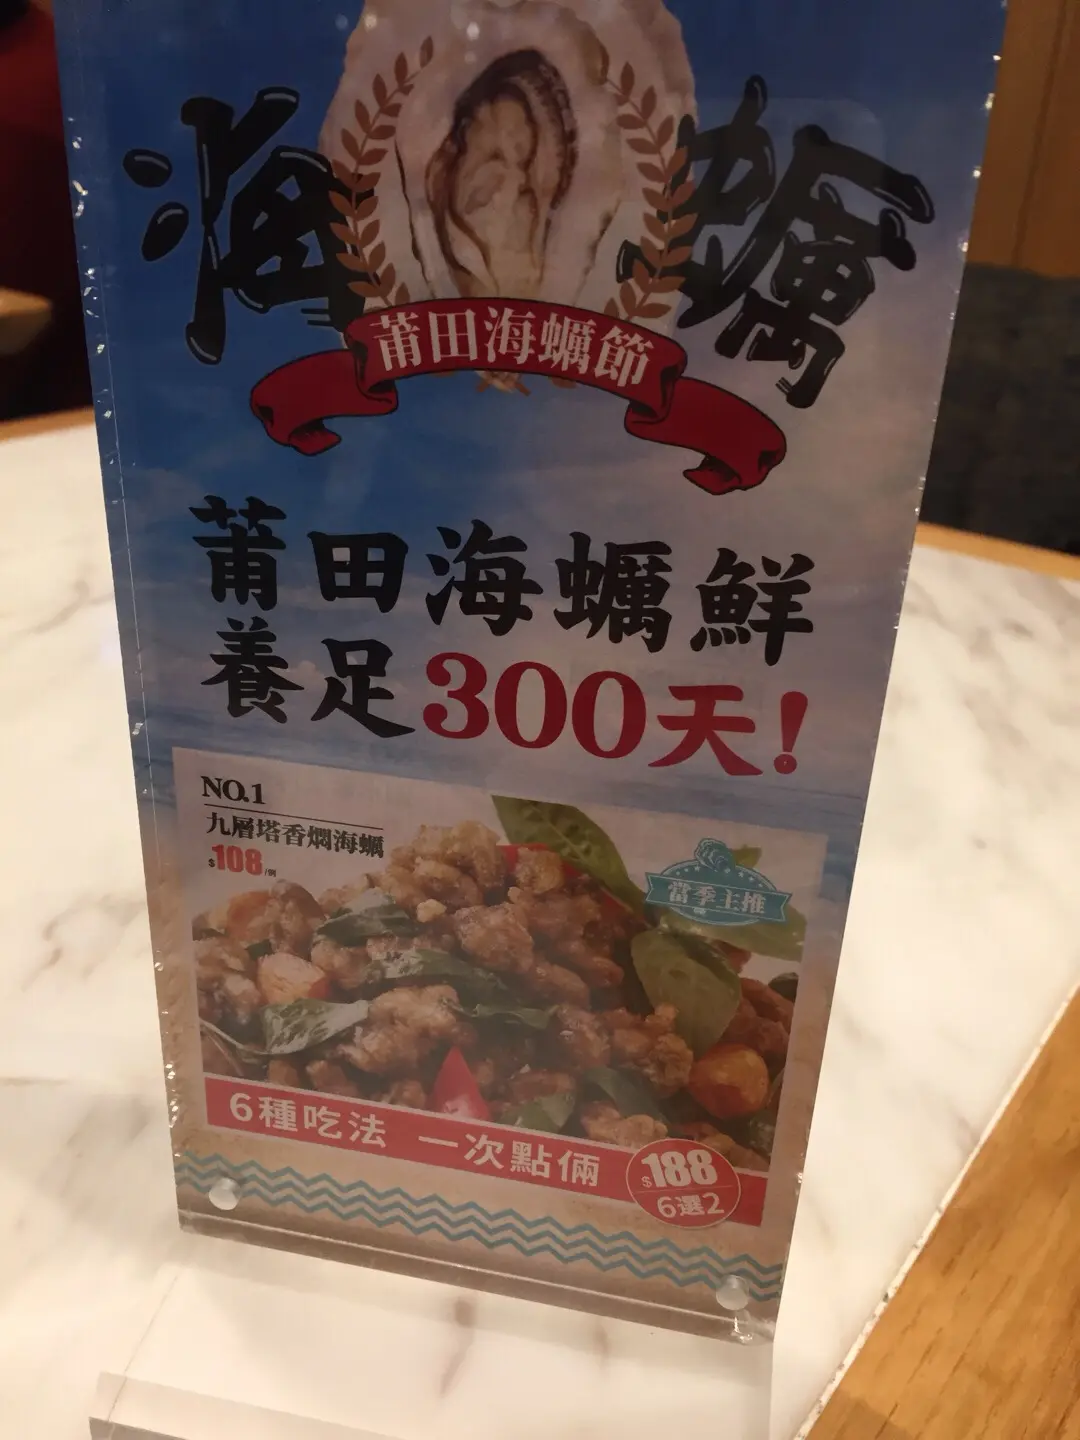 海蠣
莆田海蠣節
莆田海蠣鮮
養足300天!
NO.1
九層塔香燜海蠣
$108/例
當季主推
6種吃法 一次點倆
$188
6選2